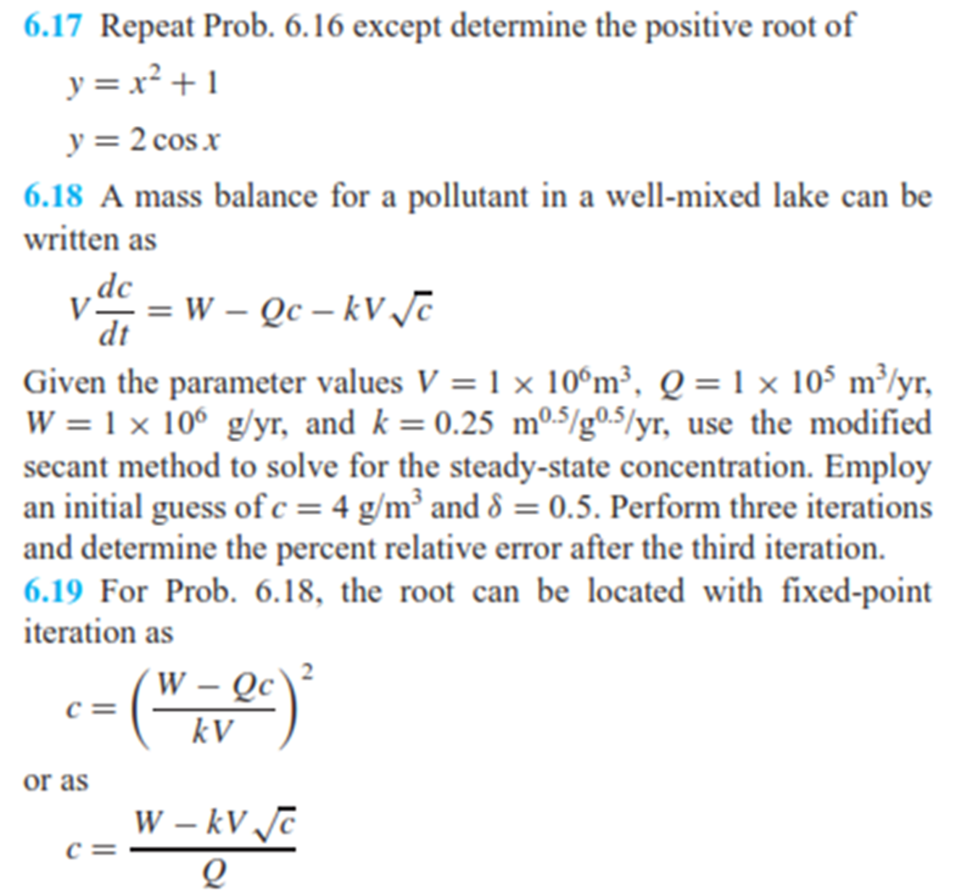 6.17 Repeat Prob. 6.16 except determine the positive root of
y = x² + 1
y = 2 cos x
6.18 A mass balance for a pollutant in a well-mixed lake can be
written as
V dc/dt = W − Qc − kV√c
Given the parameter values V = 1 × 10⁶m³, Q = 1 × 10⁵ m³/yr,
W = 1 × 10⁶ g/yr, and k = 0.25 m⁰·⁵/g⁰·⁵/yr, use the modified
secant method to solve for the steady-state concentration. Employ
an initial guess of c = 4 g/m³ and δ = 0.5. Perform three iterations
and determine the percent relative error after the third iteration.
6.19 For Prob. 6.18, the root can be located with fixed-point
iteration as
c = ((W − Qc)/kV)²
or as
c = (W − kV√c)/Q